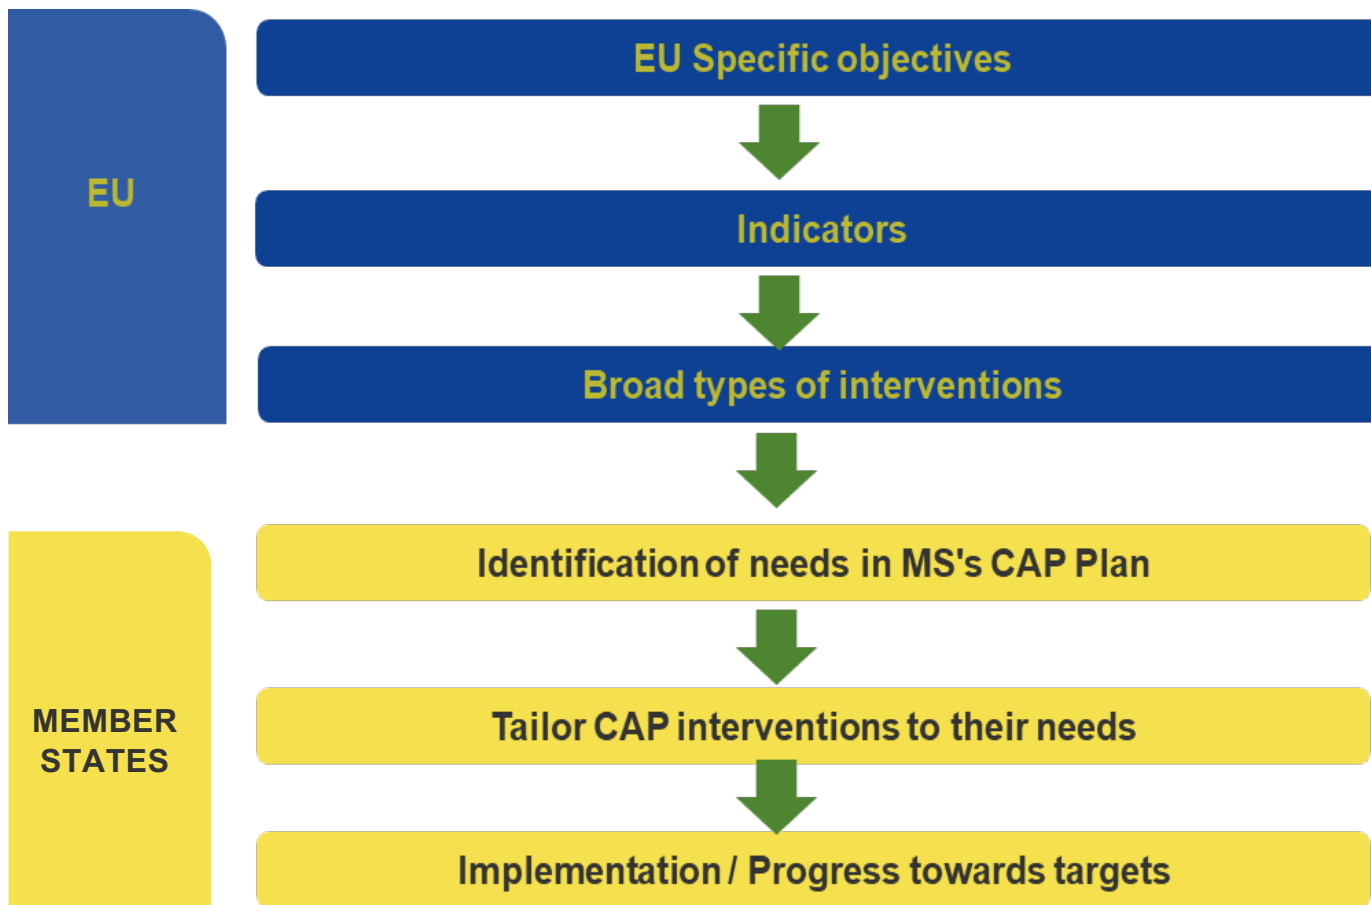 EU
EU Specific objectives
Indicators
Broad types of interventions
MEMBER
STATES
Identification of needs in MS's CAP Plan
Tailor CAP interventions to their needs
Implementation / Progress towards targets